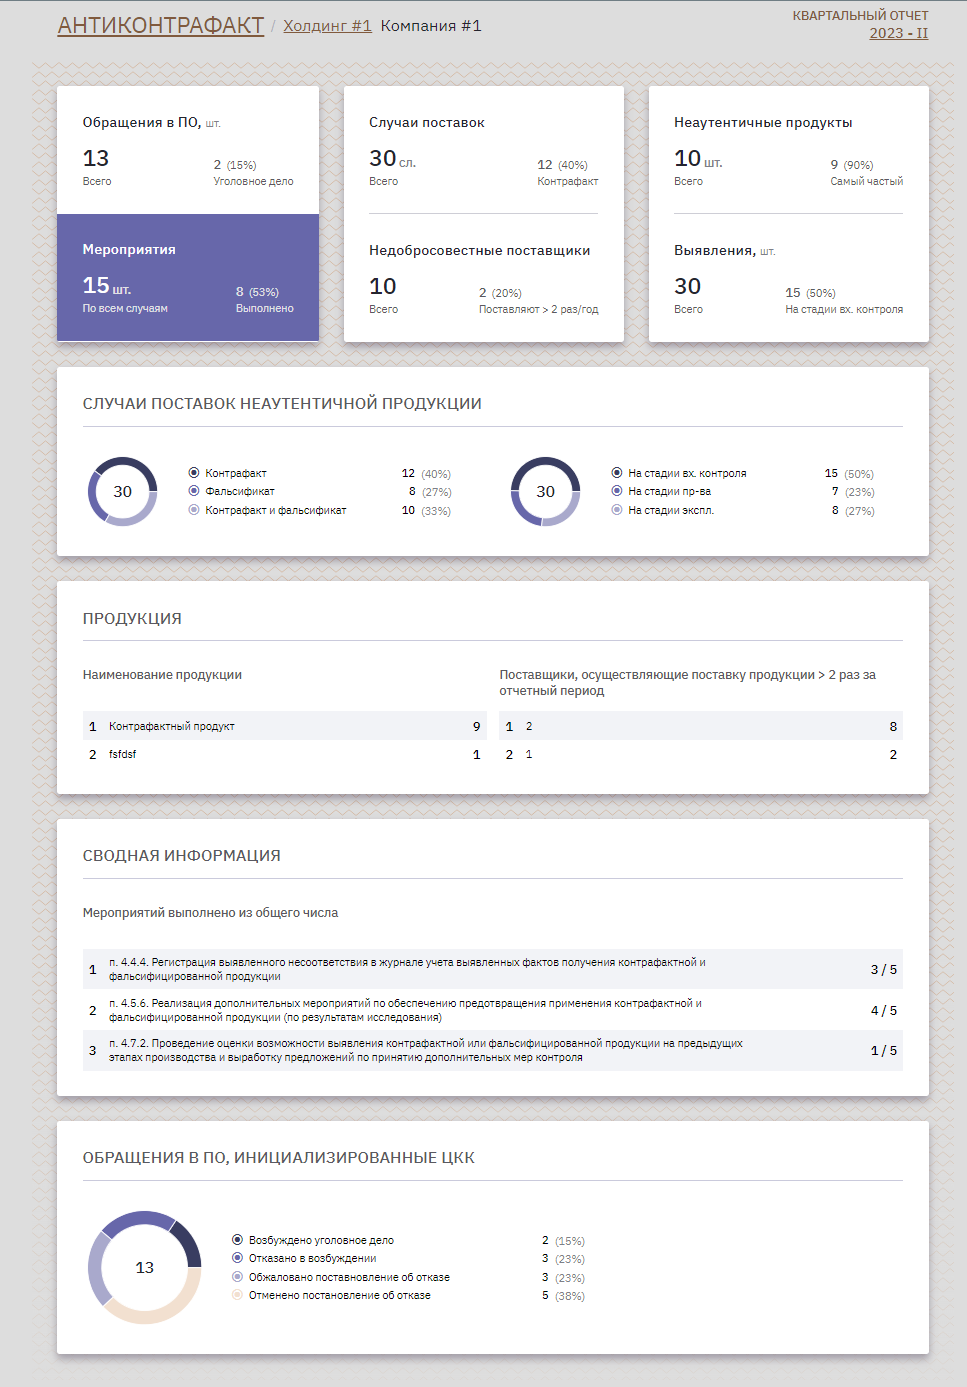 АНТИКОНТРАФАКТ / Холдинг #1 Компания #1
КВАРТАЛЬНЫЙ ОТЧЕТ
2023 - II
Обращения в ПО, шт.
13
Всего
2 (15%)
Уголовное дело
Мероприятия
15 шт.
По всем случаям
8 (53%)
Выполнено
Случаи поставок
30 сл.
Всего
12 (40%)
Контрафакт
Недобросовестные поставщики
10
Всего
2 (20%)
Поставляют > 2 раз/год
Неаутентичные продукты
10 шт.
Всего
9 (90%)
Самый частый
Выявления, шт.
30
Всего
15 (50%)
На стадии вх. контроля
СЛУЧАИ ПОСТАВОК НЕАУТЕНТИЧНОЙ ПРОДУКЦИИ
30
Контрафакт 12 (40%)
Фальсификат 8 (27%)
Контрафакт и фальсификат 10 (33%)
30
На стадии вх. контроля 15 (50%)
На стадии пр-ва 7 (23%)
На стадии экспл. 8 (27%)
ПРОДУКЦИЯ
Наименование продукции
1 Контрафактный продукт 9
2 fsfdsf 1
Поставщики, осуществляющие поставку продукции > 2 раз за
отчетный период
1 2 8
2 1 2
СВОДНАЯ ИНФОРМАЦИЯ
Мероприятий выполнено из общего числа
1 п. 4.4.4. Регистрация выявленного несоответствия в журнале учета выявленных фактов получения контрафактной и
фальсифицированной продукции 3 / 5
2 п. 4.5.6. Реализация дополнительных мероприятий по обеспечению предотвращения применения контрафактной и
фальсифицированной продукции (по результатам исследования) 4 / 5
3 п. 4.7.2. Проведение оценки возможности выявления контрафактной или фальсифицированной продукции на предыдущих
этапах производства и выработку предложений по принятию дополнительных мер контроля 1 / 5
ОБРАЩЕНИЯ В ПО, ИНИЦИАЛИЗИРОВАННЫЕ ЦКК
13
Возбуждено уголовное дело 2 (15%)
Отказано в возбуждении 3 (23%)
Обжаловано поставновление об отказе 3 (23%)
Отменено постановление об отказе 5 (38%)